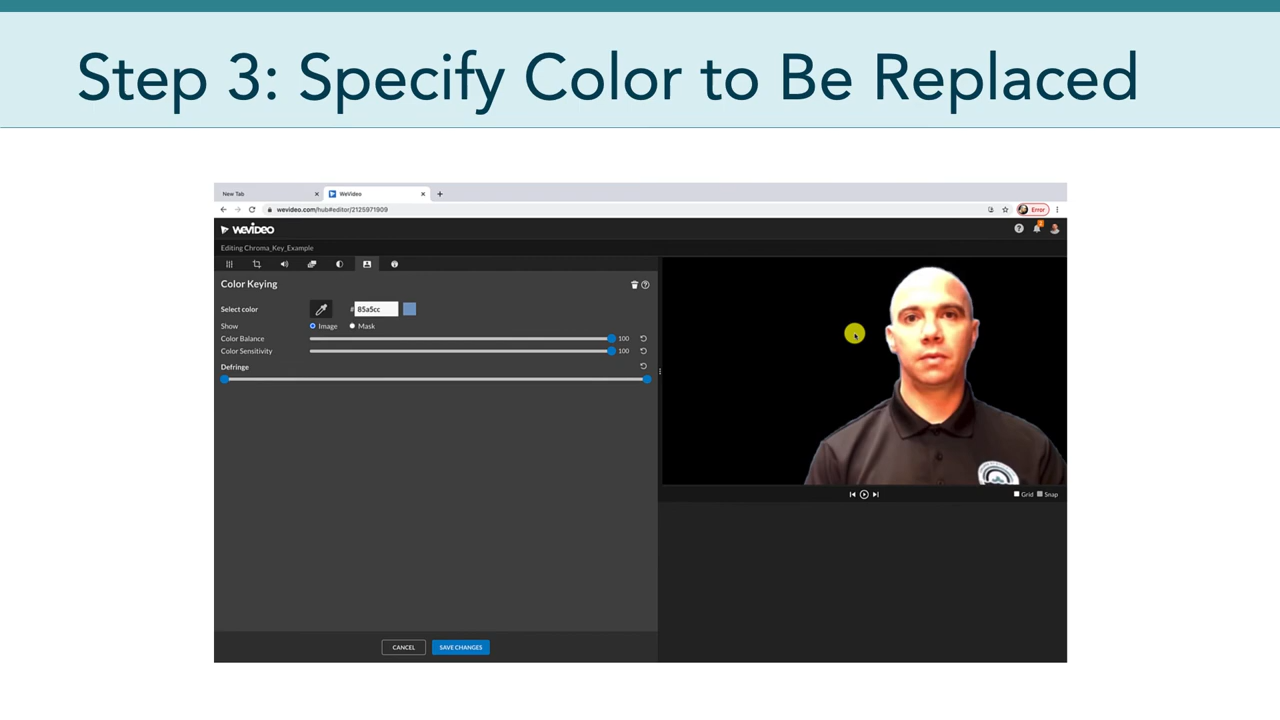 Step 3: Specify Color to Be Replaced
New Tab
WeVideo
wevideo.com/hub#editor/2125971909
Error
WEVIDEO
Editing Chroma_Key_Example
Color Keying
Select color # 85a5cc
Show Image Mask
Color Balance 100
Color Sensitivity 100
Defringe
Grid Snap
CANCEL SAVE CHANGES